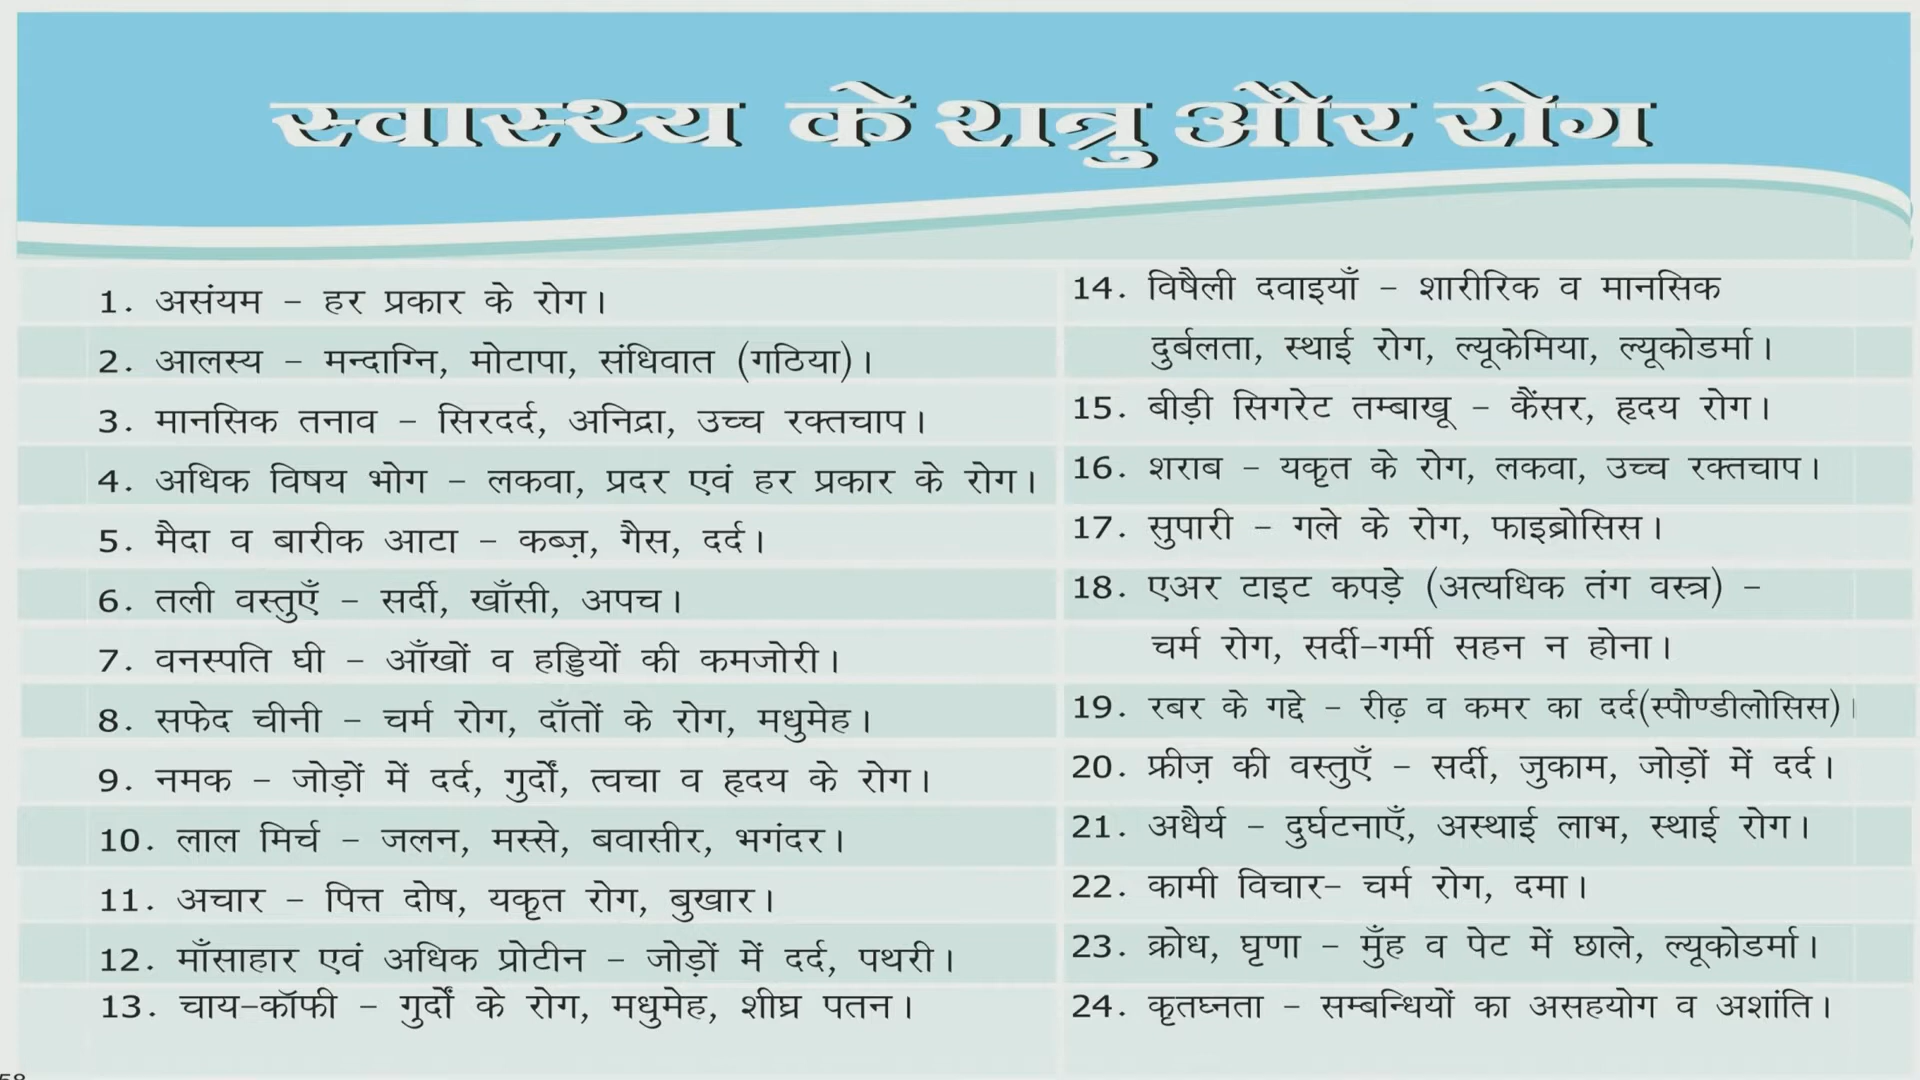 स्वास्थ्य के शत्रु और रोग
1. असंयम – हर प्रकार के रोग।
2. आलस्य – मन्दाग्नि, मोटापा, संधिवात (गठिया)।
3. मानसिक तनाव – सिरदर्द, अनिद्रा, उच्च रक्तचाप।
4. अधिक विषय भोग – लकवा, प्रदर एवं हर प्रकार के रोग।
5. मैदा व बारीक आटा – कब्ज़, गैस, दर्द।
6. तली वस्तुएँ – सर्दी, खाँसी, अपच।
7. वनस्पति घी – आँखों व हड्डियों की कमजोरी।
8. सफेद चीनी – चर्म रोग, दाँतों के रोग, मधुमेह।
9. नमक – जोड़ों में दर्द, गुर्दों, त्वचा व हृदय के रोग।
10. लाल मिर्च – जलन, मस्से, बवासीर, भगंदर।
11. अचार – पित्त दोष, यकृत रोग, बुखार।
12. माँसाहार एवं अधिक प्रोटीन – जोड़ों में दर्द, पथरी।
13. चाय-कॉफी – गुर्दों के रोग, मधुमेह, शीघ्र पतन।
14. विषैली दवाइयाँ – शारीरिक व मानसिक
दुर्बलता, स्थाई रोग, ल्यूकेमिया, ल्यूकोडर्मा।
15. बीड़ी सिगरेट तम्बाखू – कैंसर, हृदय रोग।
16. शराब – यकृत के रोग, लकवा, उच्च रक्तचाप।
17. सुपारी – गले के रोग, फाइब्रोसिस।
18. एअर टाइट कपड़े (अत्यधिक तंग वस्त्र) –
चर्म रोग, सर्दी-गर्मी सहन न होना।
19. रबर के गद्दे – रीढ़ व कमर का दर्द(स्पौण्डीलोसिस)।
20. फ्रीज़ की वस्तुएँ – सर्दी, जुकाम, जोड़ों में दर्द।
21. अधैर्य – दुर्घटनाएँ, अस्थाई लाभ, स्थाई रोग।
22. कामी विचार– चर्म रोग, दमा।
23. क्रोध, घृणा – मुँह व पेट में छाले, ल्यूकोडर्मा।
24. कृतघ्नता – सम्बन्धियों का असहयोग व अशांति।
58